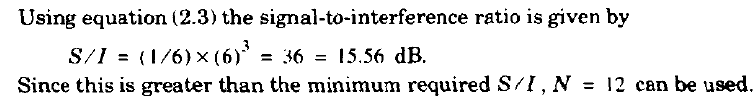 Using equation (2.3) the signal-to-interference ratio is given by
S/I = (1/6) × (6)³ = 36 = 15.56 dB.
Since this is greater than the minimum required S/I, N = 12 can be used.